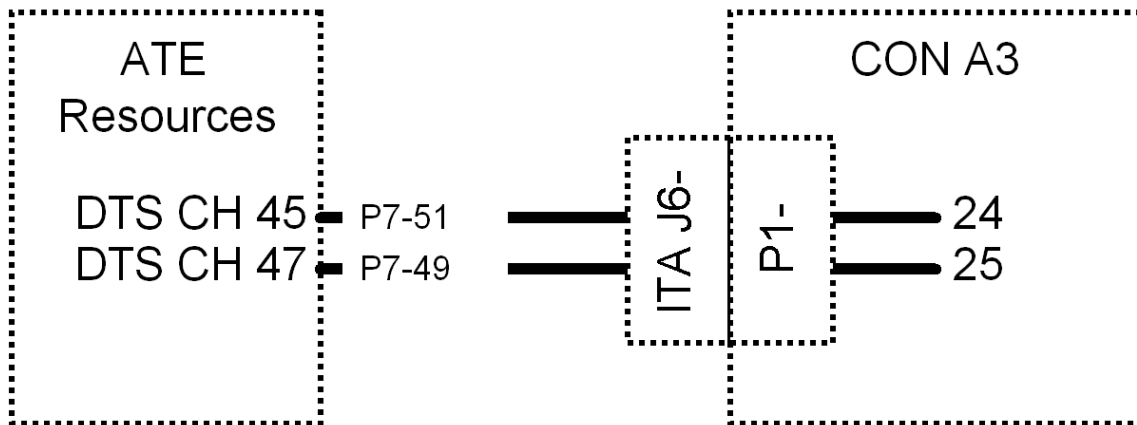 ATE
Resources
CON A3
DTS CH 45
P7-51
DTS CH 47
P7-49
ITA J6-
P1-
24
25